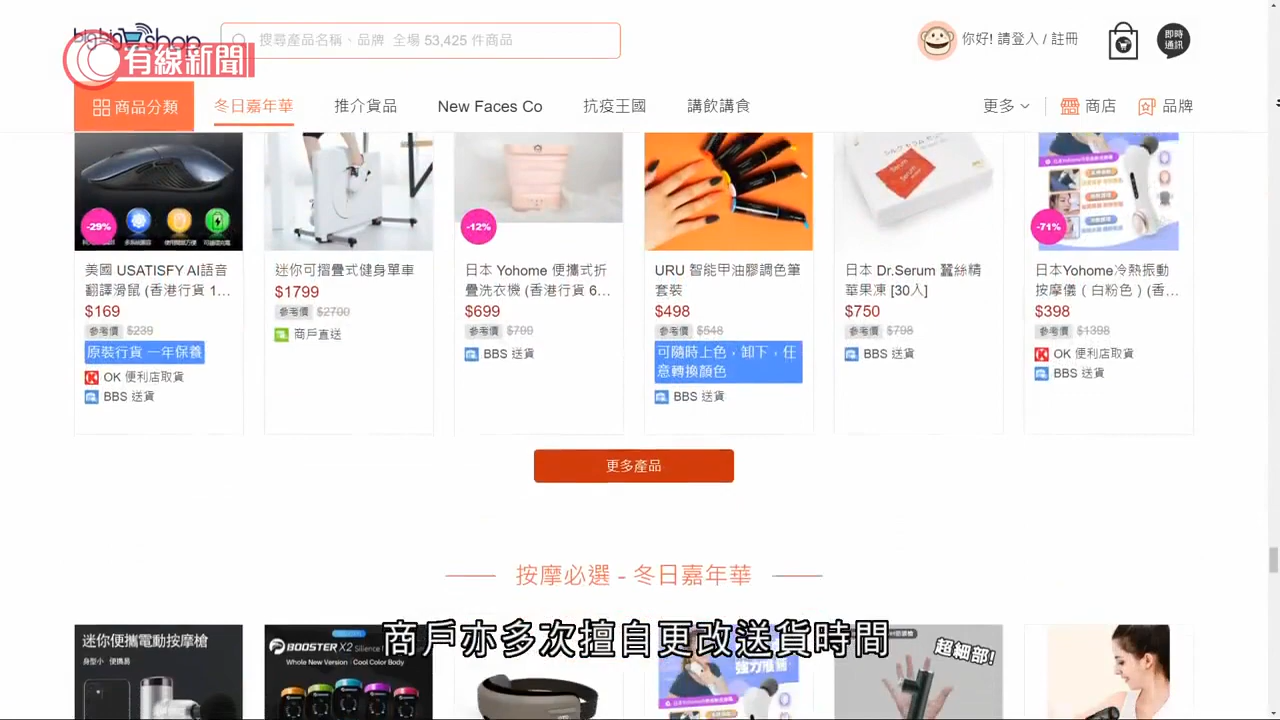 bigbigshop
搜尋產品名稱、品牌 全場 53,425 件商品
你好! 請登入 / 註冊
即時
通訊
有線新聞
商品分類
冬日嘉年華
推介貨品
New Faces Co
抗疫王國
講飲講食
更多
商店
品牌
-29%
美國 USATISFY AI語音
翻譯滑鼠 (香港行貨 1...
$169
參考價 $239
原裝行貨 一年保養
OK 便利店取貨
BBS 送貨
迷你可摺疊式健身單車
$1799
參考價 $2700
商戶直送
-12%
日本 Yohome 便攜式折
疊洗衣機 (香港行貨 6...
$699
參考價 $799
BBS 送貨
URU 智能甲油膠調色筆
套裝
$498
參考價 $548
可隨時上色，卸下，任
意轉換顏色
BBS 送貨
Serum
日本 Dr.Serum 蠶絲精
華果凍 [30入]
$750
參考價 $798
BBS 送貨
-71%
日本Yohome冷熱振動
按摩儀 ( 白粉色 ) (香...
$398
參考價 $1398
OK 便利店取貨
BBS 送貨
更多產品
按摩必選 - 冬日嘉年華
迷你便攜電動按摩槍
身型小 便攜易
BOOSTER X2
Whole New Version Cool Color Body
超細部!
商戶亦多次擅自更改送貨時間